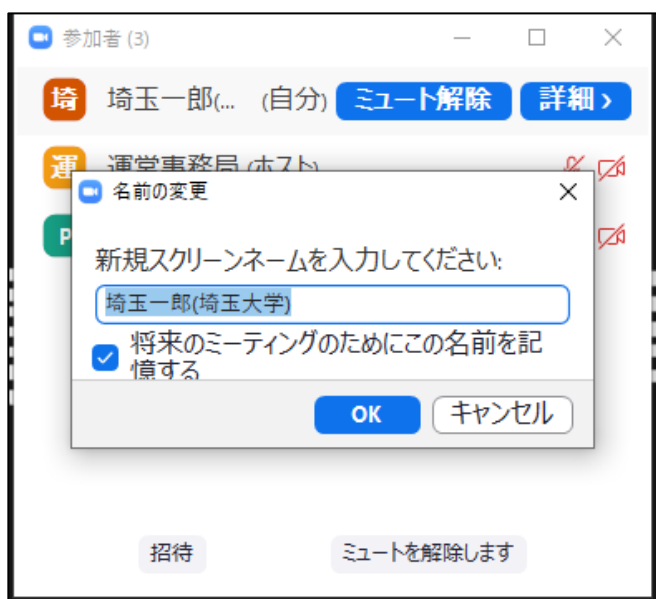 参加者 (3)
埼 埼玉一郎(... (自分) ミュート解除 詳細 ›
運 運営事務局 (ホスト)
名前の変更
P
新規スクリーンネームを入力してください:
埼玉一郎(埼玉大学)
将来のミーティングのためにこの名前を記
憶する
OK キャンセル
招待 ミュートを解除します